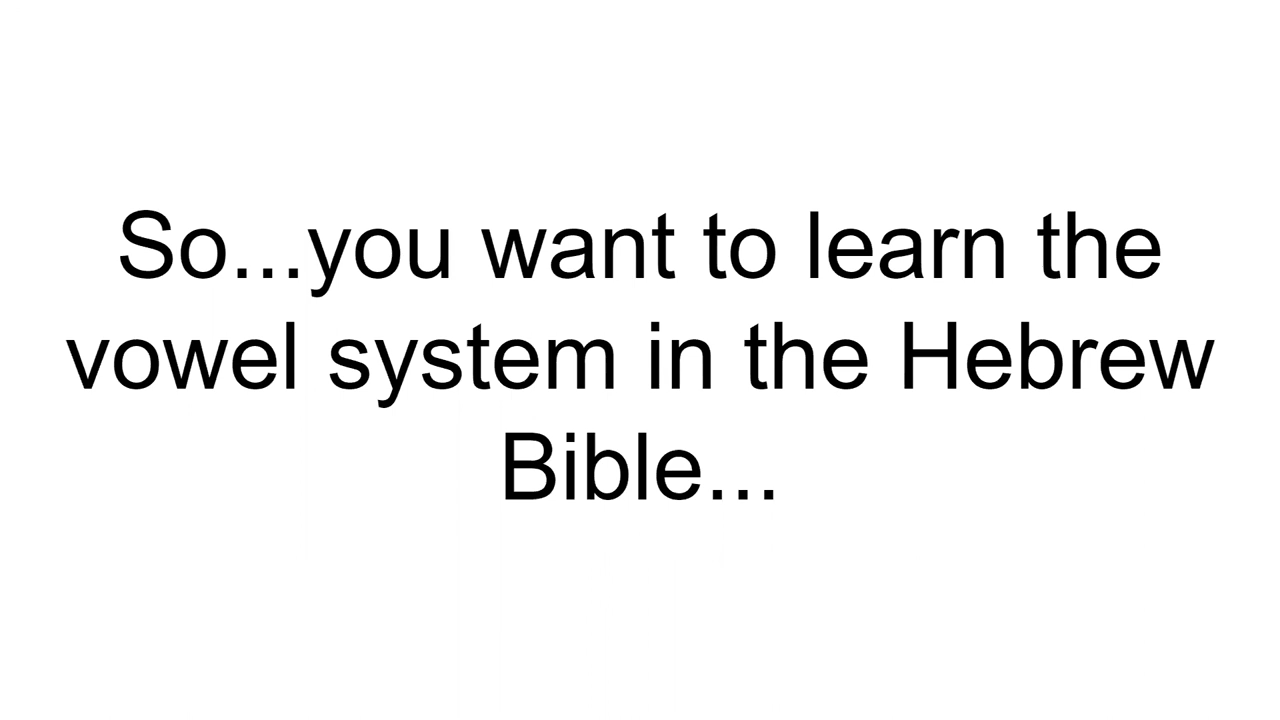 So...you want to learn the
vowel system in the Hebrew
Bible...